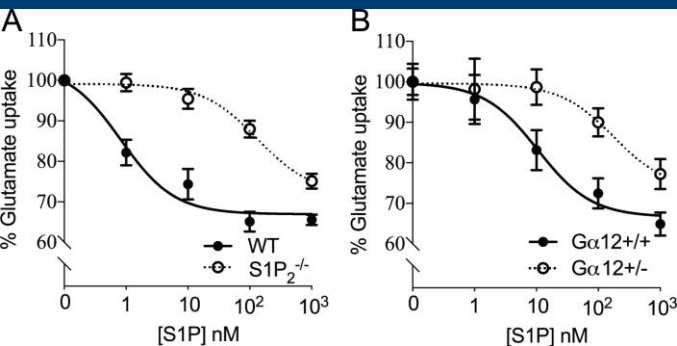 A
110
100
90
80
70
60
% Glutamate uptake
WT
S1P₂⁻/⁻
0 1 10 10² 10³
[S1P] nM
B
110
100
90
80
70
60
% Glutamate uptake
Gα12+/+
Gα12+/-
0 1 10 10² 10³
[S1P] nM